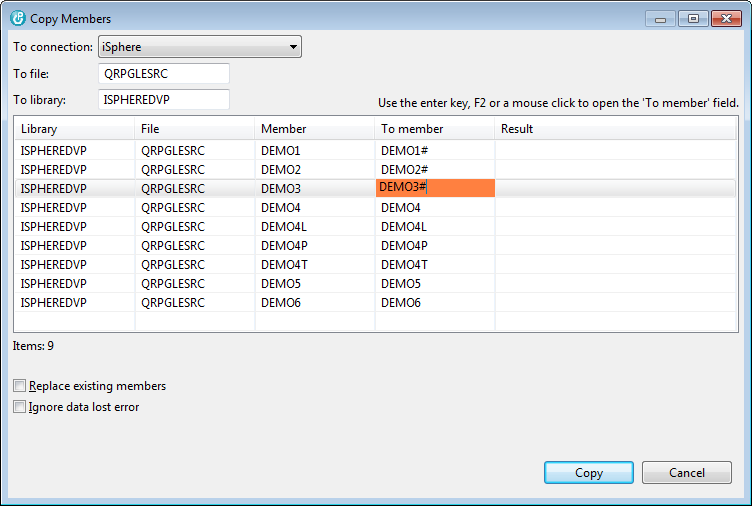 Copy Members
To connection: iSphere
To file: QRPGLESRC
To library: ISPHEREDVP
Use the enter key, F2 or a mouse click to open the 'To member' field.
Library File Member To member Result
ISPHEREDVP QRPGLESRC DEMO1 DEMO1#
ISPHEREDVP QRPGLESRC DEMO2 DEMO2#
ISPHEREDVP QRPGLESRC DEMO3 DEMO3#
ISPHEREDVP QRPGLESRC DEMO4 DEMO4
ISPHEREDVP QRPGLESRC DEMO4L DEMO4L
ISPHEREDVP QRPGLESRC DEMO4P DEMO4P
ISPHEREDVP QRPGLESRC DEMO4T DEMO4T
ISPHEREDVP QRPGLESRC DEMO5 DEMO5
ISPHEREDVP QRPGLESRC DEMO6 DEMO6
Items: 9
Replace existing members
Ignore data lost error
Copy Cancel